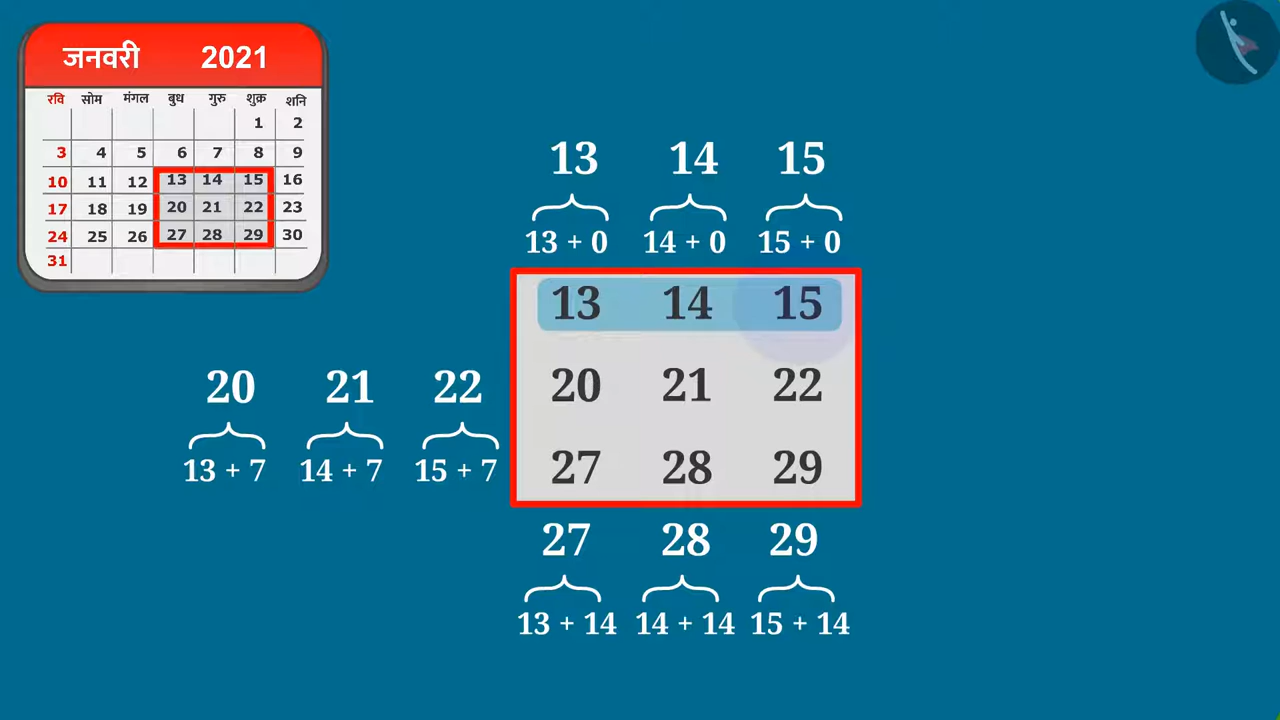 जनवरी 2021
रवि सोम मंगल बुध गुरु शुक्र शनि
1 2
3 4 5 6 7 8 9
10 11 12 13 14 15 16
17 18 19 20 21 22 23
24 25 26 27 28 29 30
31
13 14 15
13 + 0 14 + 0 15 + 0
13 14 15
20 21 22
27 28 29
20 21 22
13 + 7 14 + 7 15 + 7
27 28 29
13 + 14 14 + 14 15 + 14